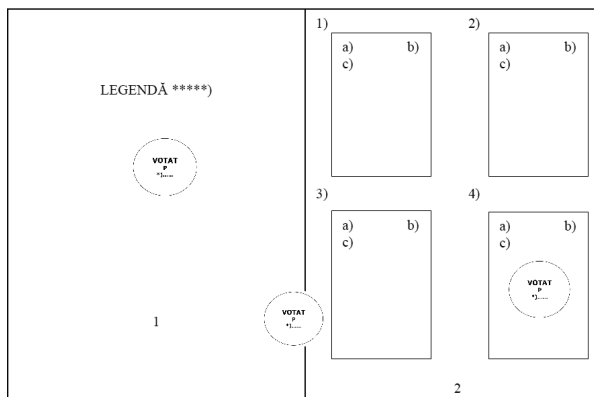 LEGENDĂ *****)
VOTAT
P
*)......
1
VOTAT
P
*)......
1)
a) b)
c)
2)
a) b)
c)
3)
a) b)
c)
4)
a) b)
c)
VOTAT
P
*)......
2